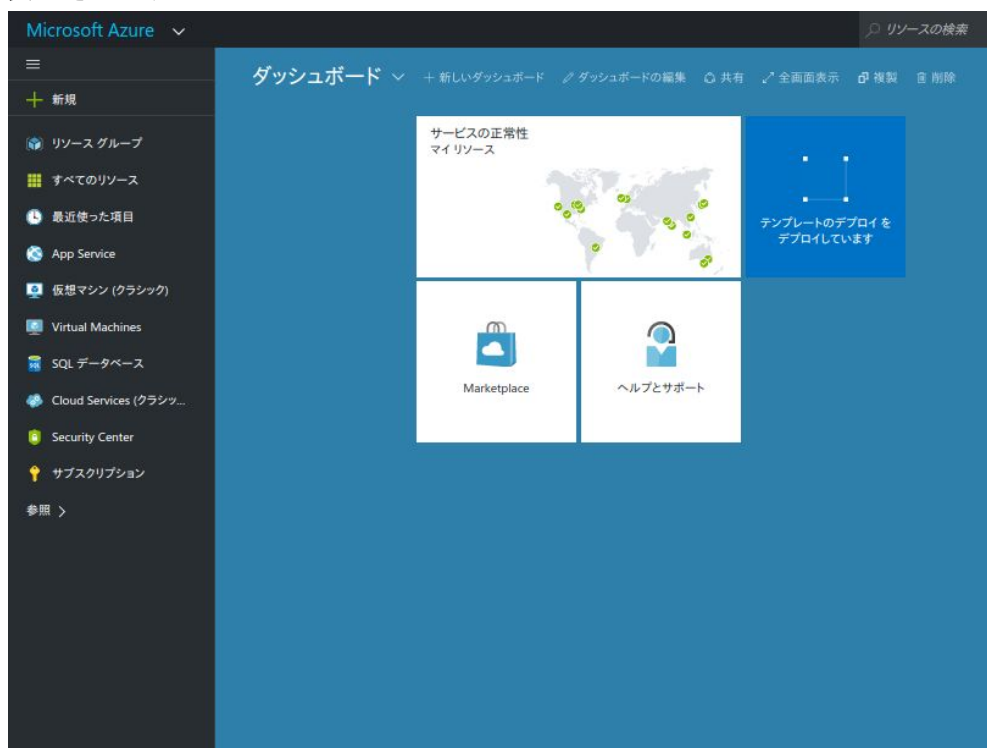 Microsoft Azure
リソースの検索
新規
リソース グループ
すべてのリソース
最近使った項目
App Service
仮想マシン (クラシック)
Virtual Machines
SQL データベース
Cloud Services (クラシッ...
Security Center
サブスクリプション
参照 >
ダッシュボード
+ 新しいダッシュボード ダッシュボードの編集 共有 全画面表示 複製 削除
サービスの正常性
マイ リソース
テンプレートのデプロイ を
デプロイしています
Marketplace
ヘルプとサポート